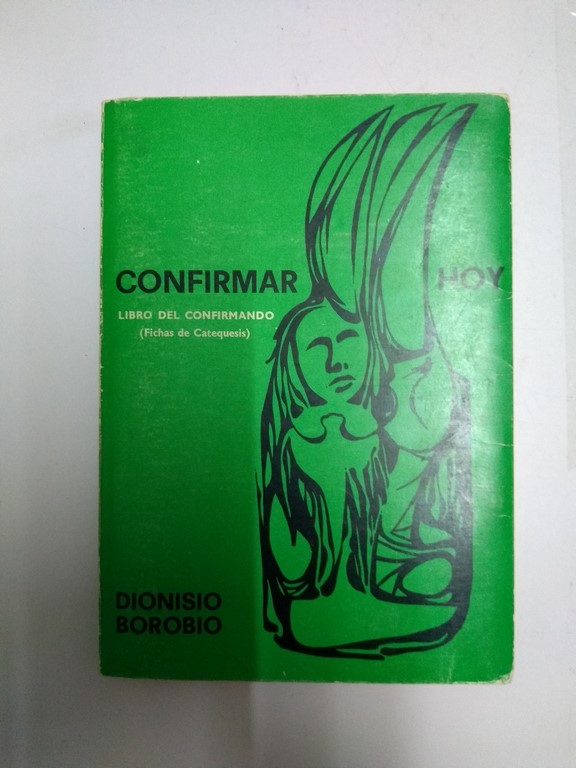 CONFIRMAR HOY
LIBRO DEL CONFIRMANDO
(Fichas de Catequesis)
DIONISIO
BOROBIO